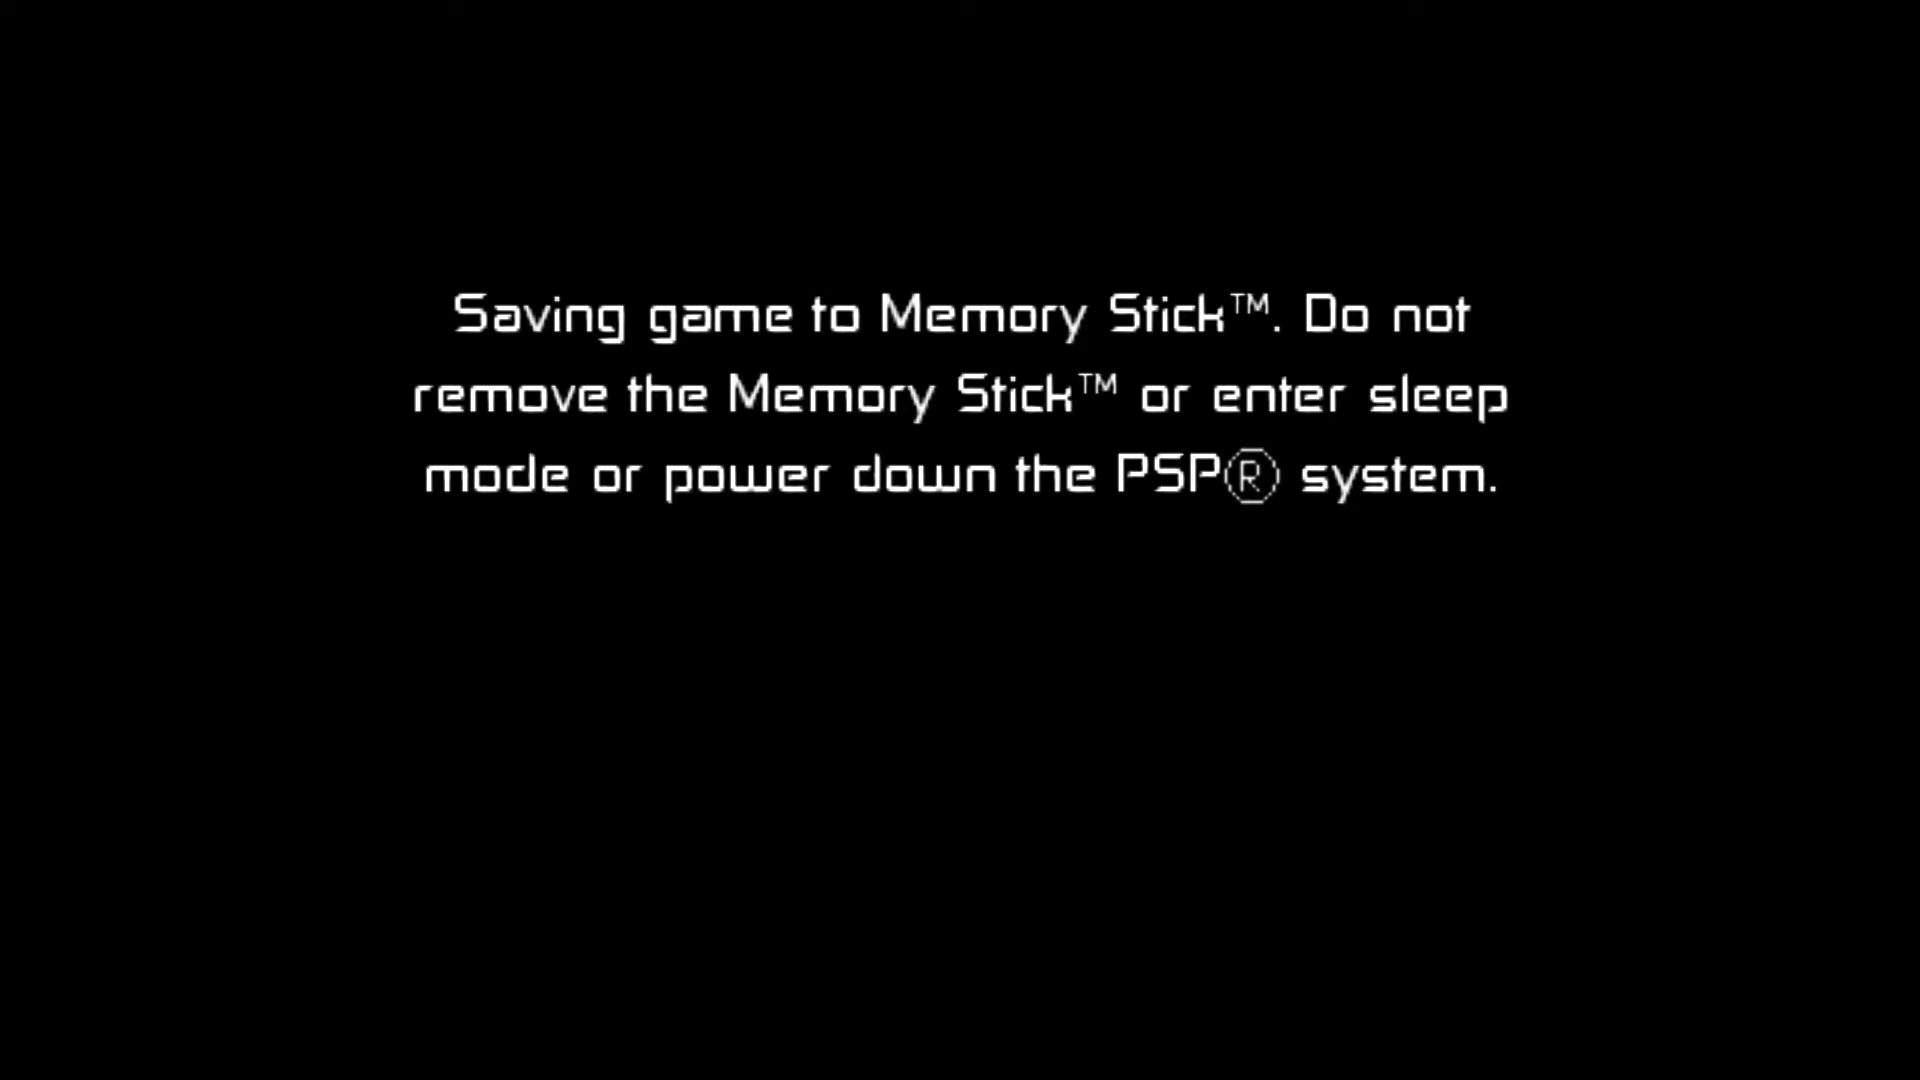 Saving game to Memory Stick™. Do not
remove the Memory Stick™ or enter sleep
mode or power down the PSP® system.